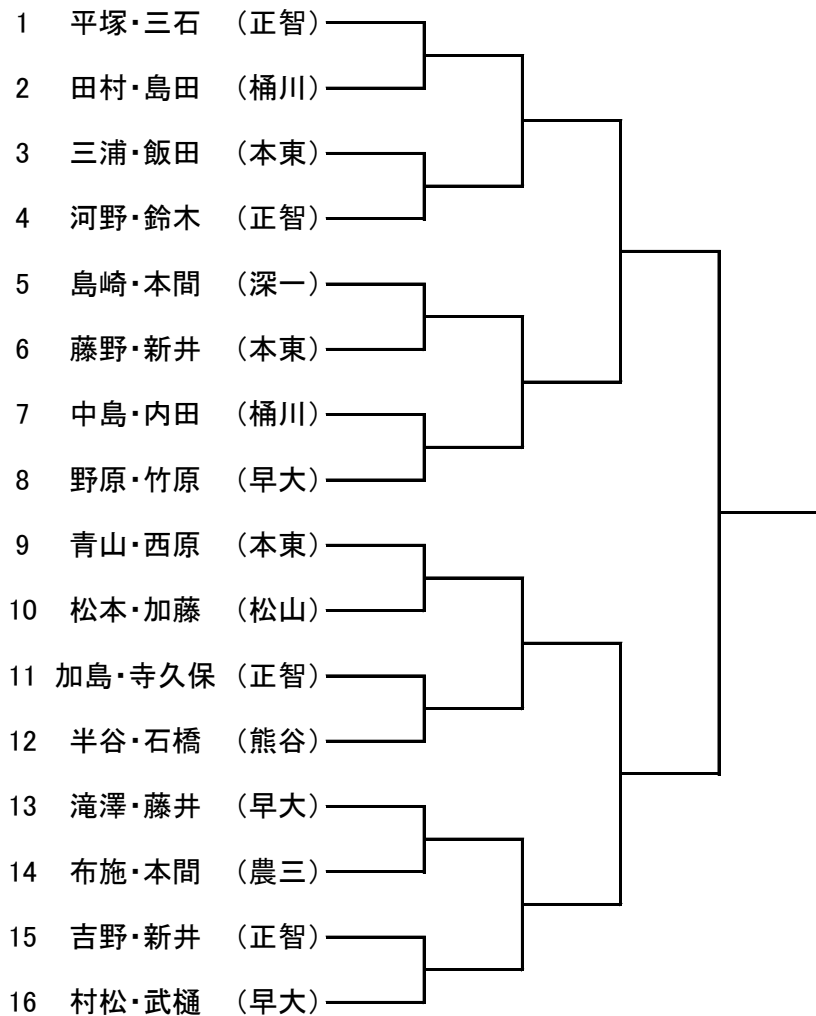 1 平塚・三石 （正智）
2 田村・島田 （桶川）
3 三浦・飯田 （本東）
4 河野・鈴木 （正智）
5 島崎・本間 （深一）
6 藤野・新井 （本東）
7 中島・内田 （桶川）
8 野原・竹原 （早大）
9 青山・西原 （本東）
10 松本・加藤 （松山）
11 加島・寺久保 （正智）
12 半谷・石橋 （熊谷）
13 滝澤・藤井 （早大）
14 布施・本間 （農三）
15 吉野・新井 （正智）
16 村松・武樋 （早大）